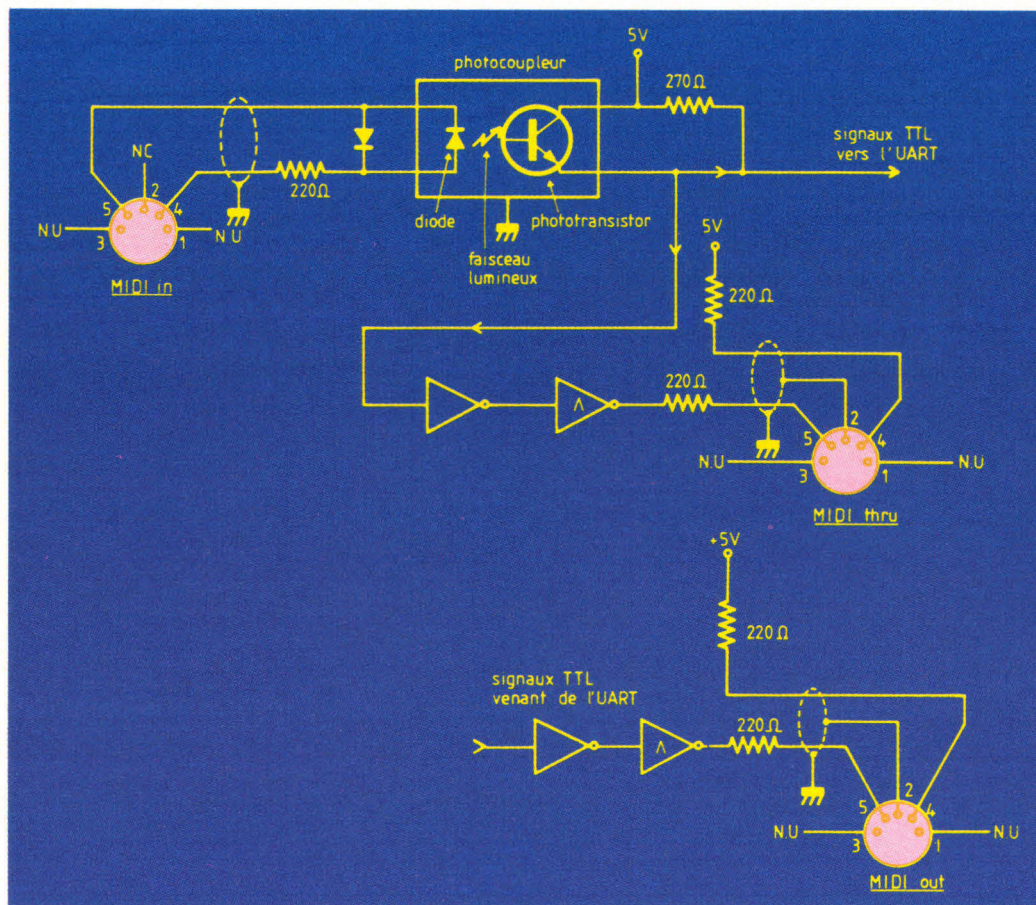 5V
photocoupleur
270Ω
signaux TTL
vers l'UART
NC
220Ω
5
2
4
N.U
3
1
N.U
MIDI in
diode
phototransistor
faisceau
lumineux
5V
220Ω
220Ω
2
5
4
N.U
3
1
N.U
MIDI thru
+5V
220Ω
signaux TTL
venant de l'UART
220Ω
2
5
4
N.U
3
1
N.U
MIDI out